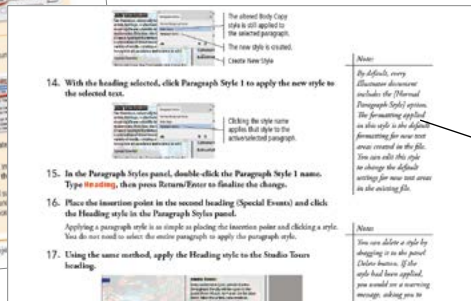 The altered Body Copy
style is still applied to
the selected paragraph.
The new style is created.
Create New Style
14. With the heading selected, click Paragraph Style 1 to apply the new style to
the selected text.
Clicking the style name
applies that style to the
active/selected paragraph.
15. In the Paragraph Styles panel, double-click the Paragraph Style 1 name.
Type Heading, then press Return/Enter to finalize the change.
16. Place the insertion point in the second heading (Special Events) and click
the Heading style in the Paragraph Styles panel.
Applying a paragraph style is as simple as placing the insertion point and clicking a style.
You do not need to select the entire paragraph to apply the paragraph style.
17. Using the same method, apply the Heading style to the Studio Tours
heading.
Note:
By default, every
Illustrator document
includes the [Normal
Paragraph Style] option.
The formatting applied
in this style is the default
formatting for new text
areas created in the file.
You can edit this style
to change the default
settings for new text areas
in the existing file.
Note:
You can delete a style by
dragging it to the panel
Delete button. If the
style had been applied,
you would see a warning
message, asking you to